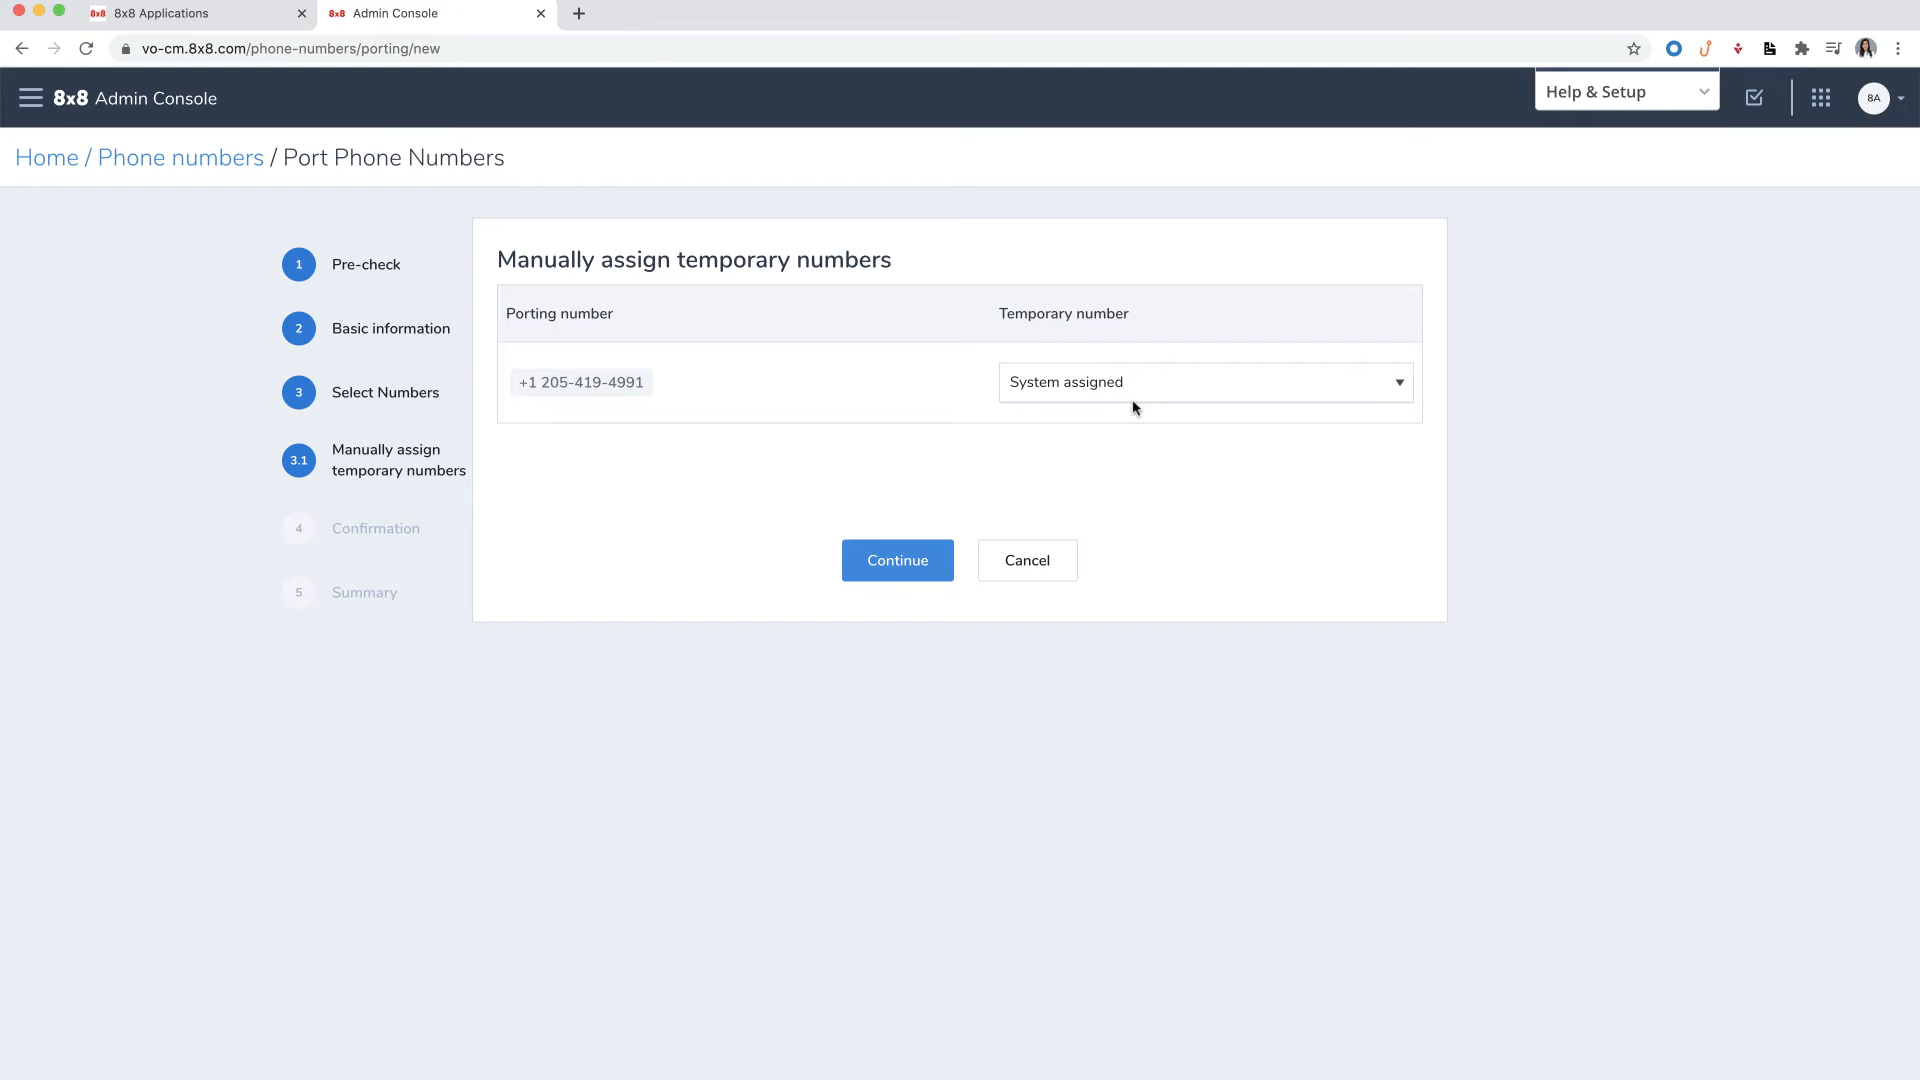 8x8 8x8 Applications
8x8 Admin Console
vo-cm.8x8.com/phone-numbers/porting/new
8x8 Admin Console
Help & Setup
8A
Home / Phone numbers / Port Phone Numbers
1 Pre-check
2 Basic information
3 Select Numbers
3.1 Manually assign
temporary numbers
4 Confirmation
5 Summary
Manually assign temporary numbers
Porting number Temporary number
+1 205-419-4991 System assigned
Continue Cancel